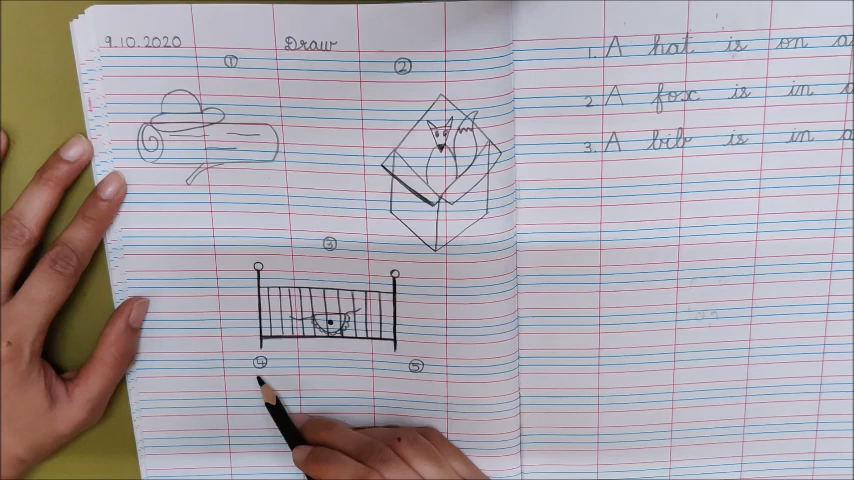 9.10.2020 Draw
1
2
3
4
5
1. A hat is on a
2. A fox is in a
3. A bib is in a